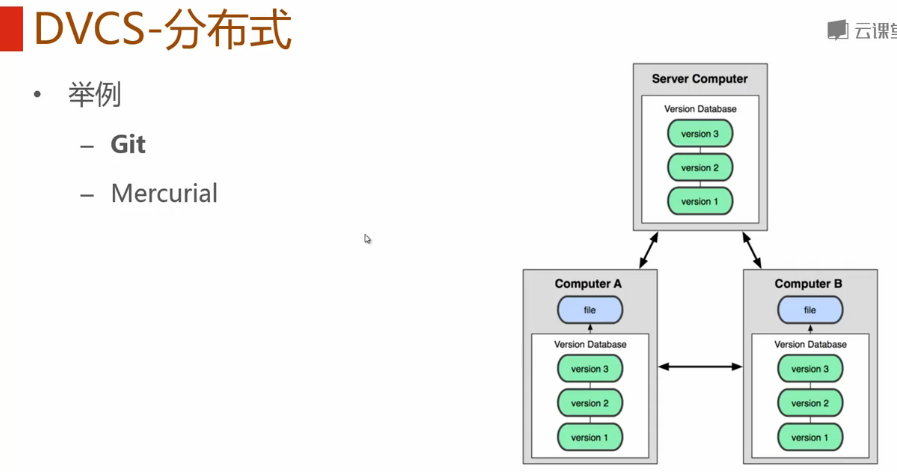 DVCS-分布式
云课堂
• 举例
– Git
– Mercurial
Server Computer
Version Database
version 3
version 2
version 1
Computer A
file
Version Database
version 3
version 2
version 1
Computer B
file
Version Database
version 3
version 2
version 1